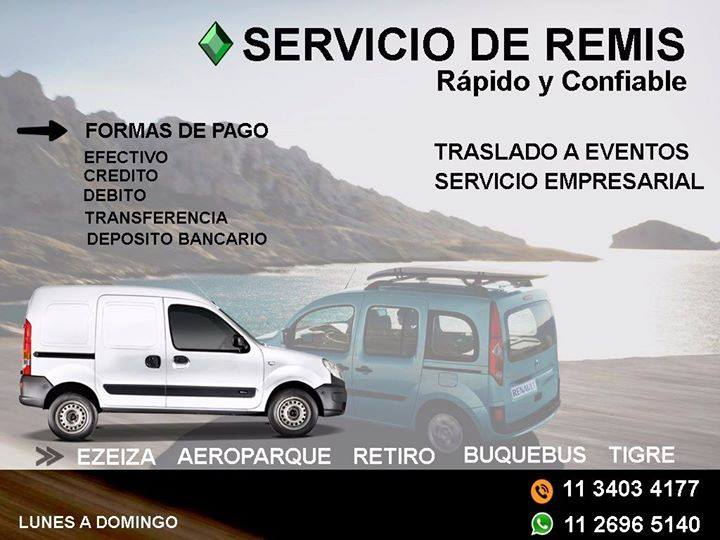 SERVICIO DE REMIS
Rápido y Confiable
FORMAS DE PAGO
EFECTIVO
CREDITO
DEBITO
TRANSFERENCIA
DEPOSITO BANCARIO
TRASLADO A EVENTOS
SERVICIO EMPRESARIAL
RENAULT
EZEIZA AEROPARQUE RETIRO BUQUEBUS TIGRE
11 3403 4177
LUNES A DOMINGO
11 2696 5140